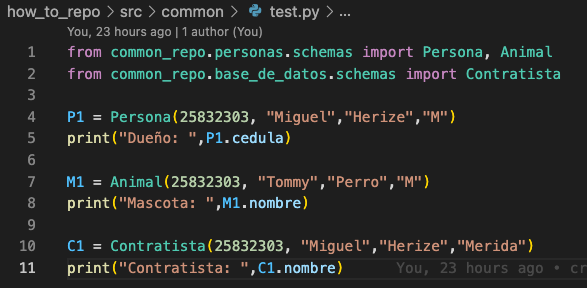 how_to_repo > src > common > test.py > ...
You, 23 hours ago | 1 author (You)
1 from common_repo.personas.schemas import Persona, Animal
2 from common_repo.base_de_datos.schemas import Contratista
3
4 P1 = Persona(25832303, "Miguel","Herize","M")
5 print("Dueño: ",P1.cedula)
6
7 M1 = Animal(25832303, "Tommy","Perro","M")
8 print("Mascota: ",M1.nombre)
9
10 C1 = Contratista(25832303, "Miguel","Herize","Merida")
11 print("Contratista: ",C1.nombre) You, 23 hours ago • cr